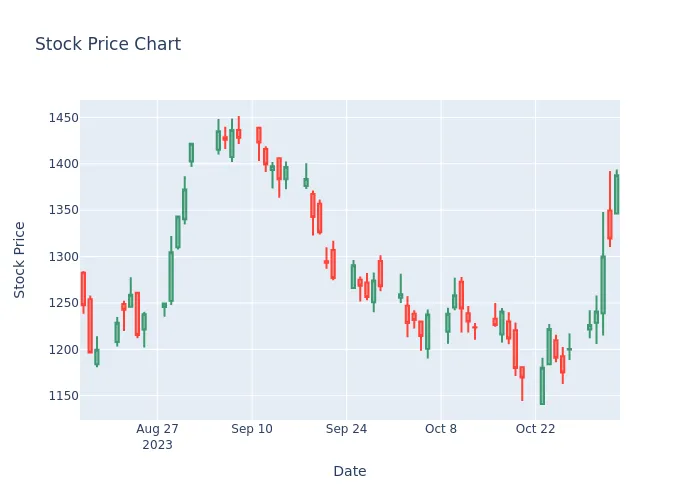 Stock Price Chart
1450
1400
1350
1300
1250
1200
1150
Stock Price
Aug 27
2023
Sep 10
Sep 24
Oct 8
Oct 22
Date